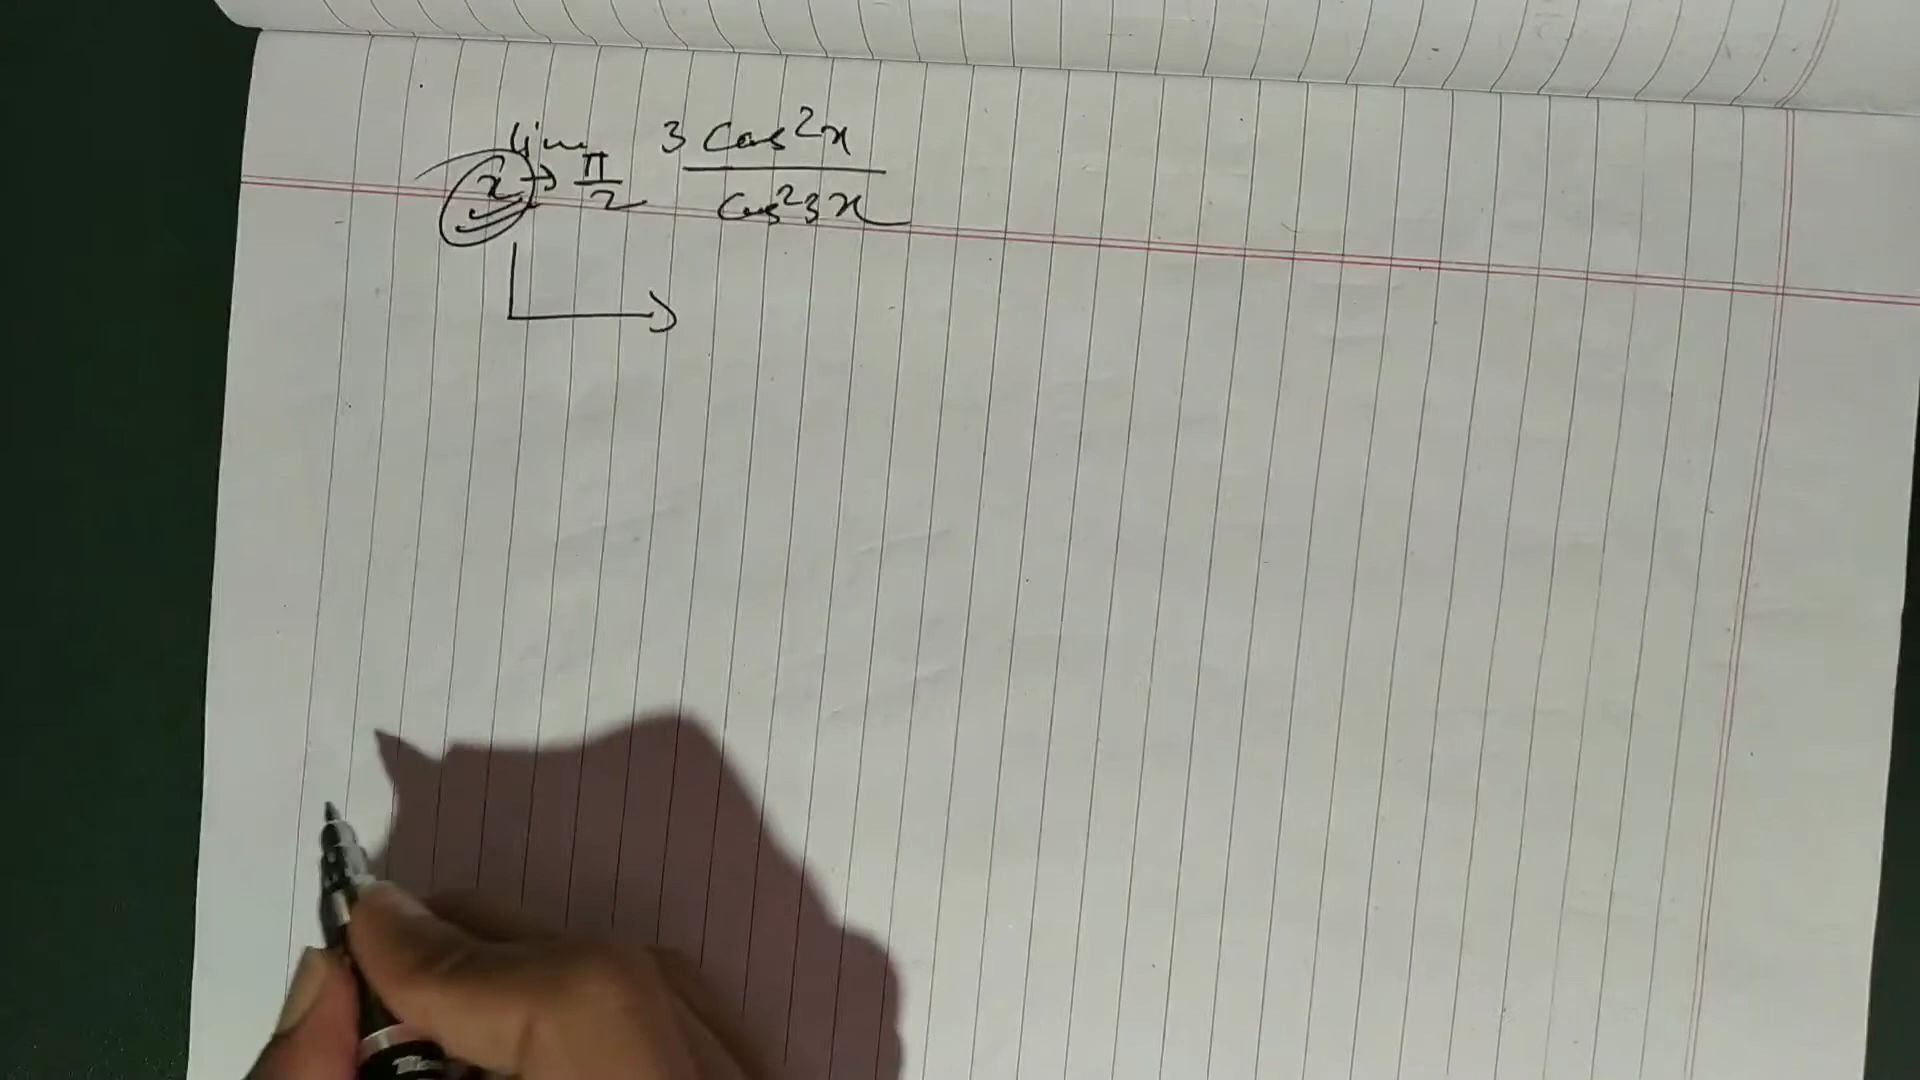 lim 3 cos²x
x → π/2 cos²3x